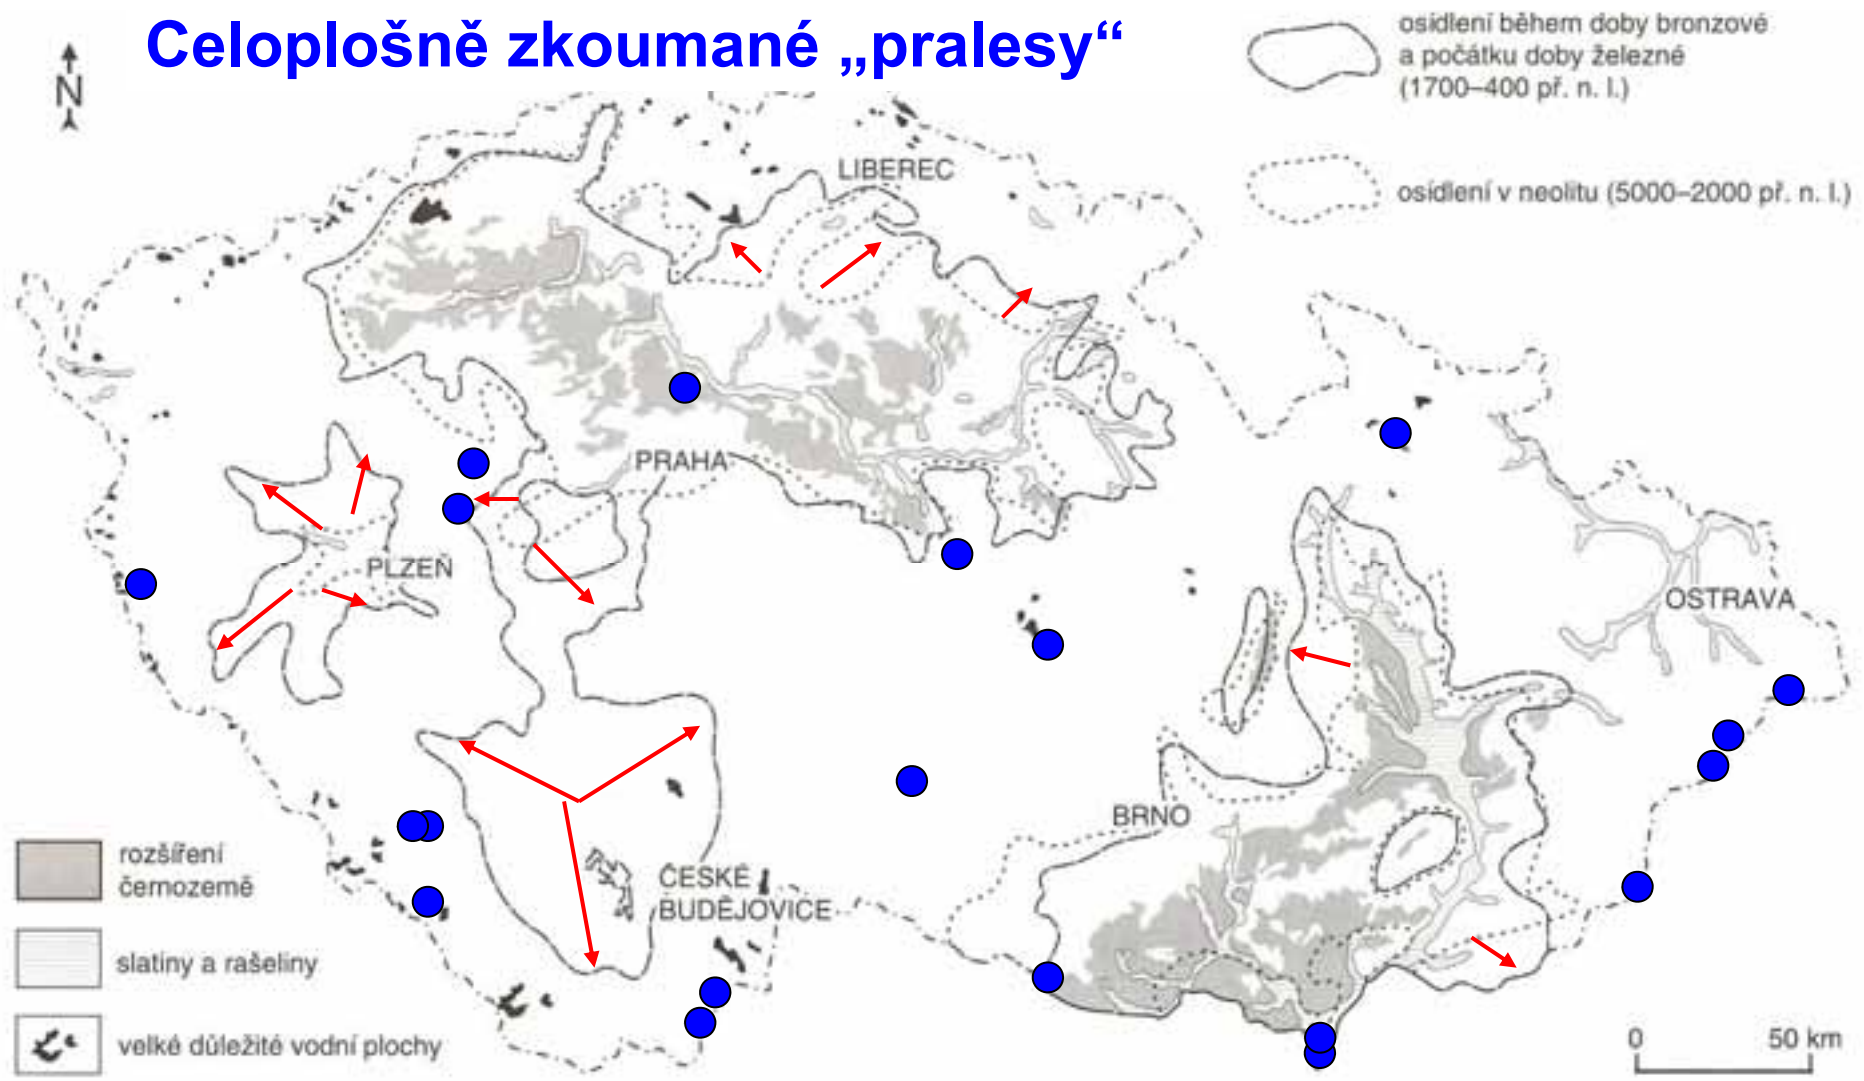 Celoplošně zkoumané „pralesy“
osídlení během doby bronzové
a počátku doby železné
(1700–400 př. n. l.)
N
LIBEREC
osídlení v neolitu (5000–2000 př. n. l.)
PRAHA
PLZEŇ
OSTRAVA
BRNO
rozšíření
černozemě
ČESKÉ
BUDĚJOVICE
slatiny a rašeliny
velké důležité vodní plochy
0 50 km